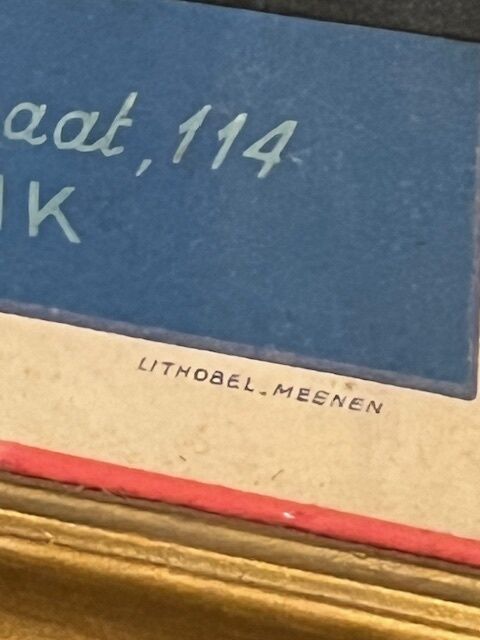 aat, 114
IK
LITHOBEL. MEENEN